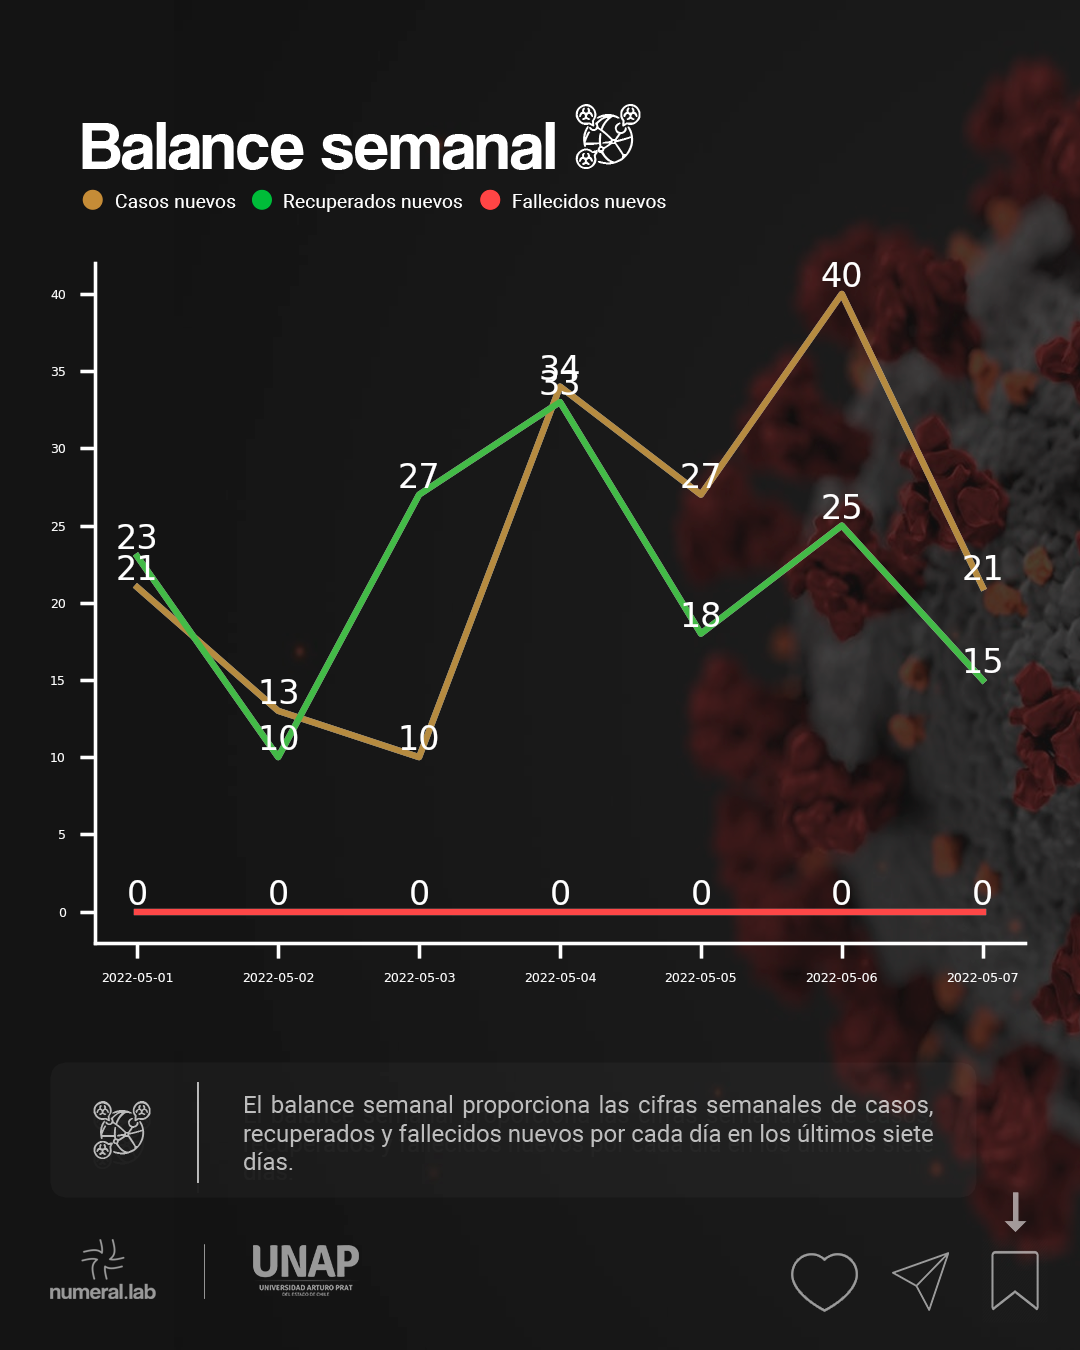 Balance semanal
Casos nuevos Recuperados nuevos Fallecidos nuevos
40
40
35
34
33
30
27
27
25
25
23
21
21
20
18
15
15
13
10
10
10
5
0 0 0 0 0 0 0
0
2022-05-01 2022-05-02 2022-05-03 2022-05-04 2022-05-05 2022-05-06 2022-05-07
El balance semanal proporciona las cifras semanales de casos,
recuperados y fallecidos nuevos por cada día en los últimos siete
días.
numeral.lab
UNAP
UNIVERSIDAD ARTURO PRAT
DEL ESTADO DE CHILE